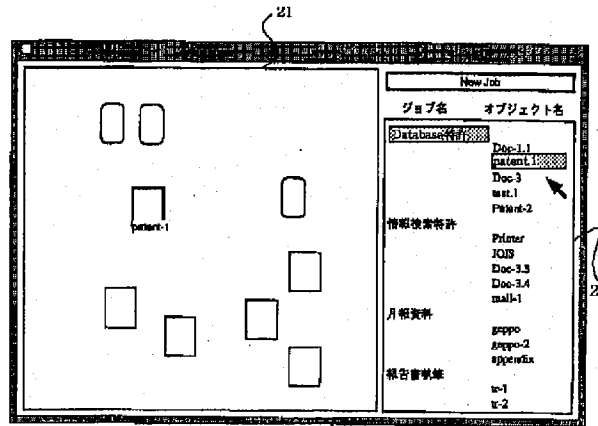 21
New Job
ジョブ名 オブジェクト名
Database特許
Doc-1.1
patent.1
Doc-3
test.1
Patent-2
patent-1
情報検索特許
Printer
JOIS
Doc-3.3
Doc-3.4
mail-1
月報資料
geppo
geppo-2
appendix
報告書執筆
tr-1
tr-2
2